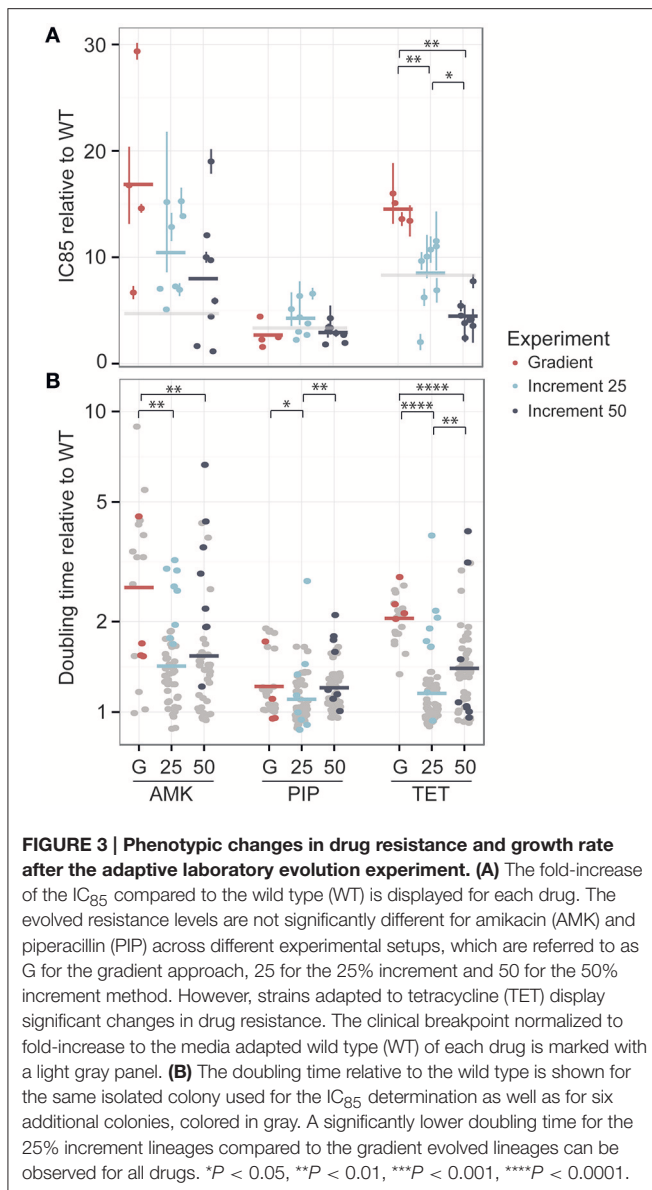 A
30
20
10
0
IC85 relative to WT
**
**
*
B
10
5
2
1
Doubling time relative to WT
**
**
**
*
****
****
**
G 25 50 G 25 50 G 25 50
AMK PIP TET
Experiment
Gradient
Increment 25
Increment 50
FIGURE 3 | Phenotypic changes in drug resistance and growth rate
after the adaptive laboratory evolution experiment. (A) The fold-increase
of the IC85 compared to the wild type (WT) is displayed for each drug. The
evolved resistance levels are not significantly different for amikacin (AMK) and
piperacillin (PIP) across different experimental setups, which are referred to as
G for the gradient approach, 25 for the 25% increment and 50 for the 50%
increment method. However, strains adapted to tetracycline (TET) display
significant changes in drug resistance. The clinical breakpoint normalized to
fold-increase to the media adapted wild type (WT) of each drug is marked with
a light gray panel. (B) The doubling time relative to the wild type is shown for
the same isolated colony used for the IC85 determination as well as for six
additional colonies, colored in gray. A significantly lower doubling time for the
25% increment lineages compared to the gradient evolved lineages can be
observed for all drugs. *P < 0.05, **P < 0.01, ***P < 0.001, ****P < 0.0001.